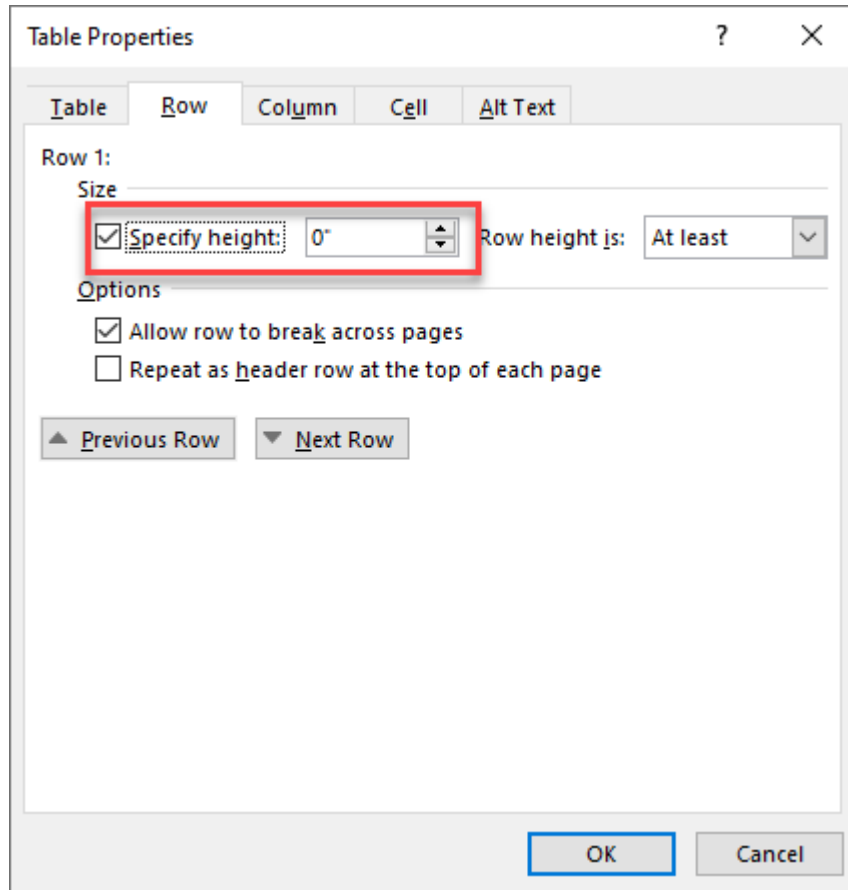 Table Properties ? X
Table Row Column Cell Alt Text
Row 1:
Size
Specify height: 0" Row height is: At least
Options
Allow row to break across pages
Repeat as header row at the top of each page
Previous Row Next Row
OK Cancel